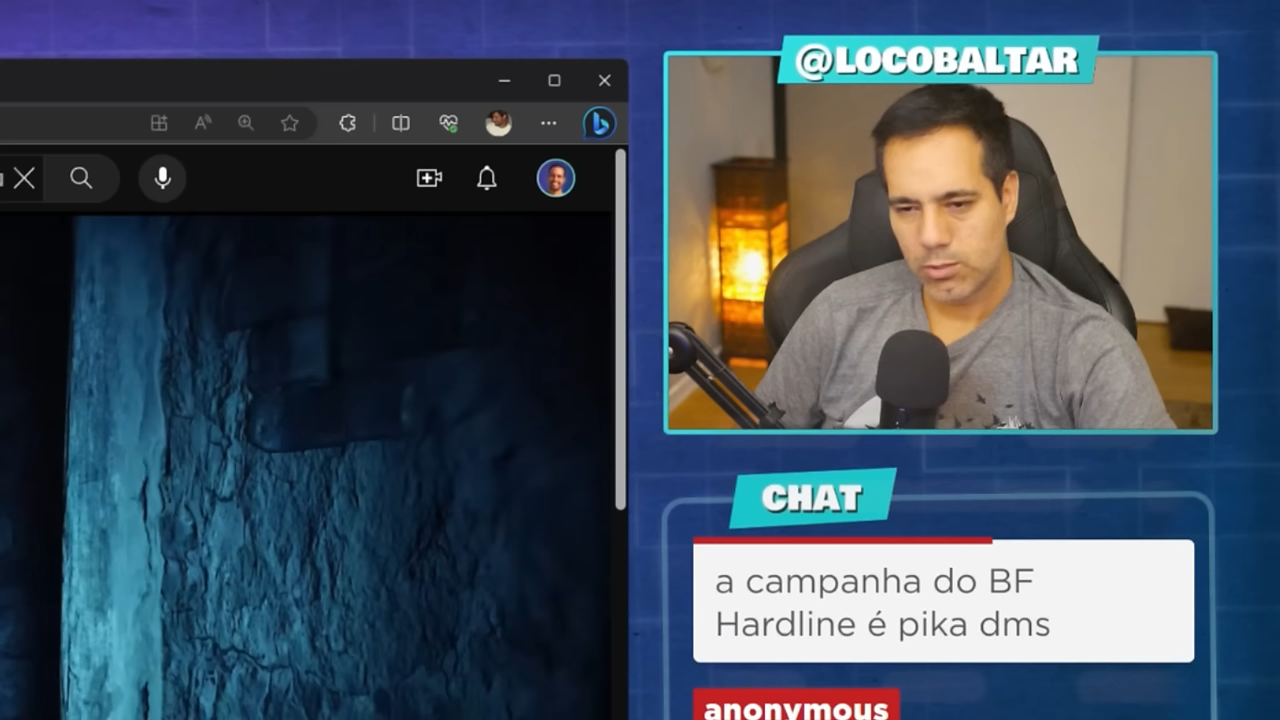 @LOCOBALTAR
CHAT
a campanha do BF
Hardline é pika dms
anonymous